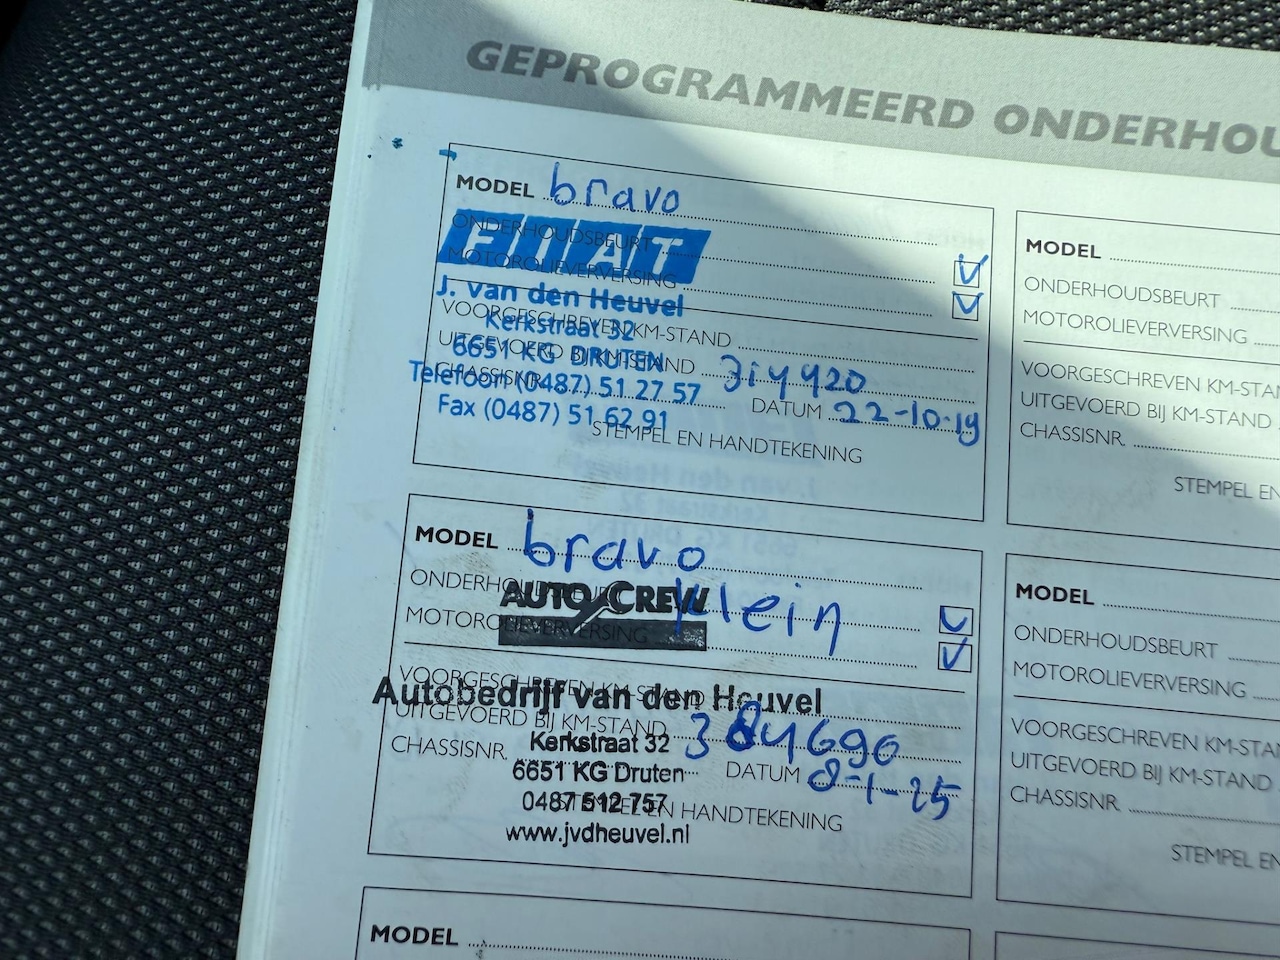 GEPROGRAMMEERD ONDERHOU
MODEL bravo
ONDERHOUDSBEURT
FIAT
MOTOROLIEVERVERSING
J. van den Heuvel
VOORGESCHREVEN KM-STAND
Kerkstraat 32
UITGEVOERD BIJ KM-STAND 314420
6651 KG DRUTEN
CHASSISNR.
Telefoon (0487) 51 27 57
DATUM 22-10-19
Fax (0487) 51 62 91
STEMPEL EN HANDTEKENING
MODEL
ONDERHOUDSBEURT
MOTOROLIEVERVERSING
VOORGESCHREVEN KM-STA
UITGEVOERD BIJ KM-STAND
CHASSISNR.
STEMPEL EN
MODEL bravo
ONDERHOUDSBEURT klein
AUTO CREW
MOTOROLIEVERVERSING
VOORGESCHREVEN KM-STAND
Autobedrijf van den Heuvel
UITGEVOERD BIJ KM-STAND 384690
Kerkstraat 32
CHASSISNR.
6651 KG Druten
DATUM 8-1-25
0487 512 757
STEMPEL EN HANDTEKENING
www.jvdheuvel.nl
MODEL
ONDERHOUDSBEURT
MOTOROLIEVERVERSING
VOORGESCHREVEN KM-STA
UITGEVOERD BIJ KM-STAND
CHASSISNR.
STEMPEL EN
MODEL